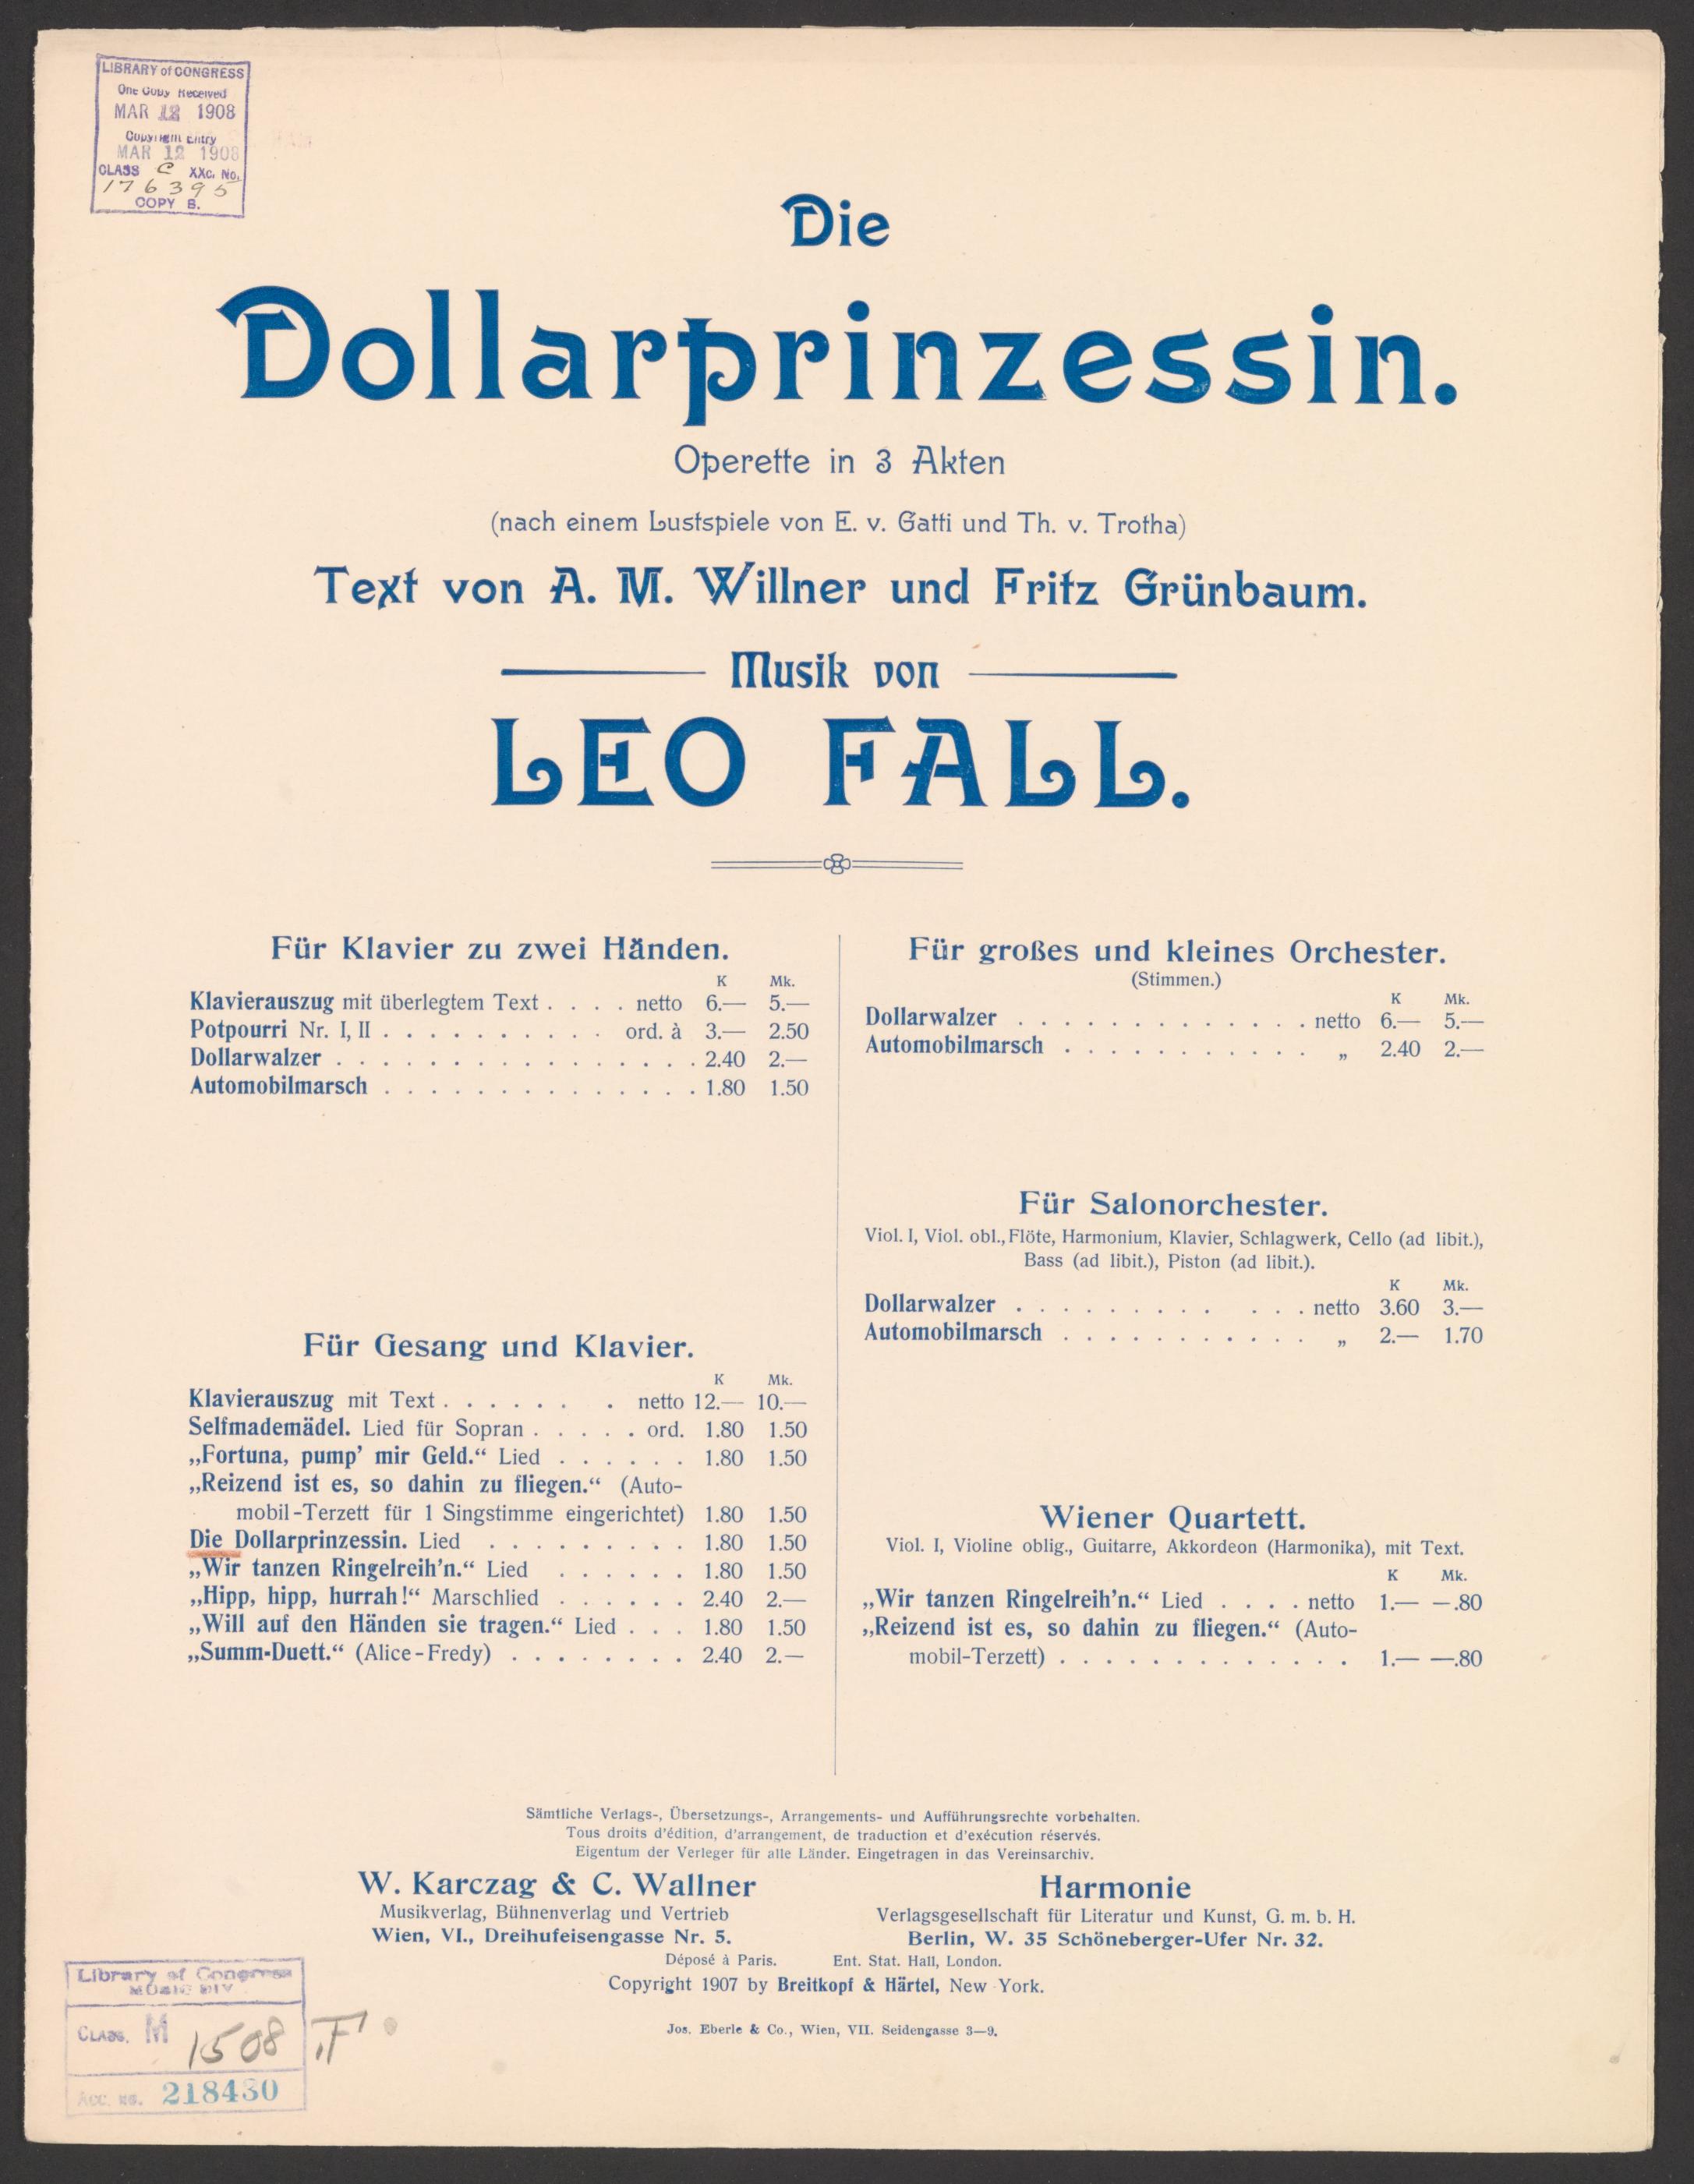 LIBRARY of CONGRESS
One Copy Received
MAR 12 1908
Copyright Entry
MAR 12 1908
CLASS C XXc. No.
176395
COPY B.
Die
Dollarprinzessin.
Operette in 3 Akten
(nach einem Lustspiele von E. v. Gatti und Th. v. Trotha)
Text von A. M. Willner und Fritz Grünbaum.
Musik von
LEO FALL.
Für Klavier zu zwei Händen.
K Mk.
Klavierauszug mit überlegtem Text . . . . netto 6.— 5.—
Potpourri Nr. I, II . . . . . . . . . . ord. à 3.— 2.50
Dollarwalzer . . . . . . . . . . . . . . . . 2.40 2.—
Automobilmarsch . . . . . . . . . . . . . . 1.80 1.50
Für Gesang und Klavier.
K Mk.
Klavierauszug mit Text . . . . . . . netto 12.— 10.—
Selfmademädel. Lied für Sopran . . . . . ord. 1.80 1.50
„Fortuna, pump’ mir Geld.“ Lied . . . . . . 1.80 1.50
„Reizend ist es, so dahin zu fliegen.“ (Auto-
mobil-Terzett für 1 Singstimme eingerichtet) 1.80 1.50
Die Dollarprinzessin. Lied . . . . . . . . . 1.80 1.50
„Wir tanzen Ringelreih’n.“ Lied . . . . . . 1.80 1.50
„Hipp, hipp, hurrah!“ Marschlied . . . . . . 2.40 2.—
„Will auf den Händen sie tragen.“ Lied . . . 1.80 1.50
„Summ-Duett.“ (Alice-Fredy) . . . . . . . . 2.40 2.—
Für großes und kleines Orchester.
(Stimmen.)
K Mk.
Dollarwalzer . . . . . . . . . . . . . netto 6.— 5.—
Automobilmarsch . . . . . . . . . . . „ 2.40 2.—
Für Salonorchester.
Viol. I, Viol. obl., Flöte, Harmonium, Klavier, Schlagwerk, Cello (ad libit.),
Bass (ad libit.), Piston (ad libit.).
K Mk.
Dollarwalzer . . . . . . . . . . . . netto 3.60 3.—
Automobilmarsch . . . . . . . . . . . „ 2.— 1.70
Wiener Quartett.
Viol. I, Violine oblig., Guitarre, Akkordeon (Harmonika), mit Text.
K Mk.
„Wir tanzen Ringelreih’n.“ Lied . . . . netto 1.— —.80
„Reizend ist es, so dahin zu fliegen.“ (Auto-
mobil-Terzett) . . . . . . . . . . . . . 1.— —.80
Sämtliche Verlags-, Übersetzungs-, Arrangements- und Aufführungsrechte vorbehalten.
Tous droits d’édition, d’arrangement, de traduction et d’exécution réservés.
Eigentum der Verleger für alle Länder. Eingetragen in das Vereinsarchiv.
W. Karczag & C. Wallner
Musikverlag, Bühnenverlag und Vertrieb
Wien, VI., Dreihufeisengasse Nr. 5.
Harmonie
Verlagsgesellschaft für Literatur und Kunst, G. m. b. H.
Berlin, W. 35 Schöneberger-Ufer Nr. 32.
Déposé à Paris. Ent. Stat. Hall, London.
Copyright 1907 by Breitkopf & Härtel, New York.
Jos. Eberle & Co., Wien, VII. Seidengasse 3—9.
Library of Congress
MUSIC DIV
CLASS. M 1508 F
Acc. No. 218430